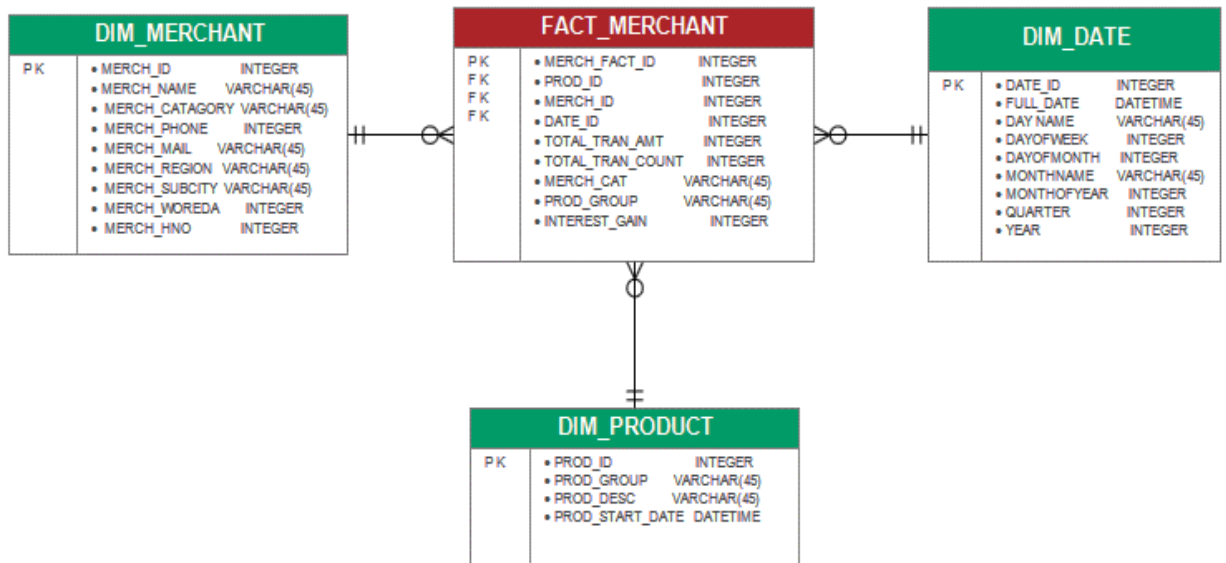 DIM_MERCHANT
PK • MERCH_ID INTEGER
• MERCH_NAME VARCHAR(45)
• MERCH_CATAGORY VARCHAR(45)
• MERCH_PHONE INTEGER
• MERCH_MAIL VARCHAR(45)
• MERCH_REGION VARCHAR(45)
• MERCH_SUBCITY VARCHAR(45)
• MERCH_WOREDA INTEGER
• MERCH_HNO INTEGER
FACT_MERCHANT
PK • MERCH_FACT_ID INTEGER
FK • PROD_ID INTEGER
FK • MERCH_ID INTEGER
FK • DATE_ID INTEGER
• TOTAL_TRAN_AMT INTEGER
• TOTAL_TRAN_COUNT INTEGER
• MERCH_CAT VARCHAR(45)
• PROD_GROUP VARCHAR(45)
• INTEREST_GAIN INTEGER
DIM_DATE
PK • DATE_ID INTEGER
• FULL_DATE DATETIME
• DAY NAME VARCHAR(45)
• DAYOFWEEK INTEGER
• DAYOFMONTH INTEGER
• MONTHNAME VARCHAR(45)
• MONTHOFYEAR INTEGER
• QUARTER INTEGER
• YEAR INTEGER
DIM_PRODUCT
PK • PROD_ID INTEGER
• PROD_GROUP VARCHAR(45)
• PROD_DESC VARCHAR(45)
• PROD_START_DATE DATETIME